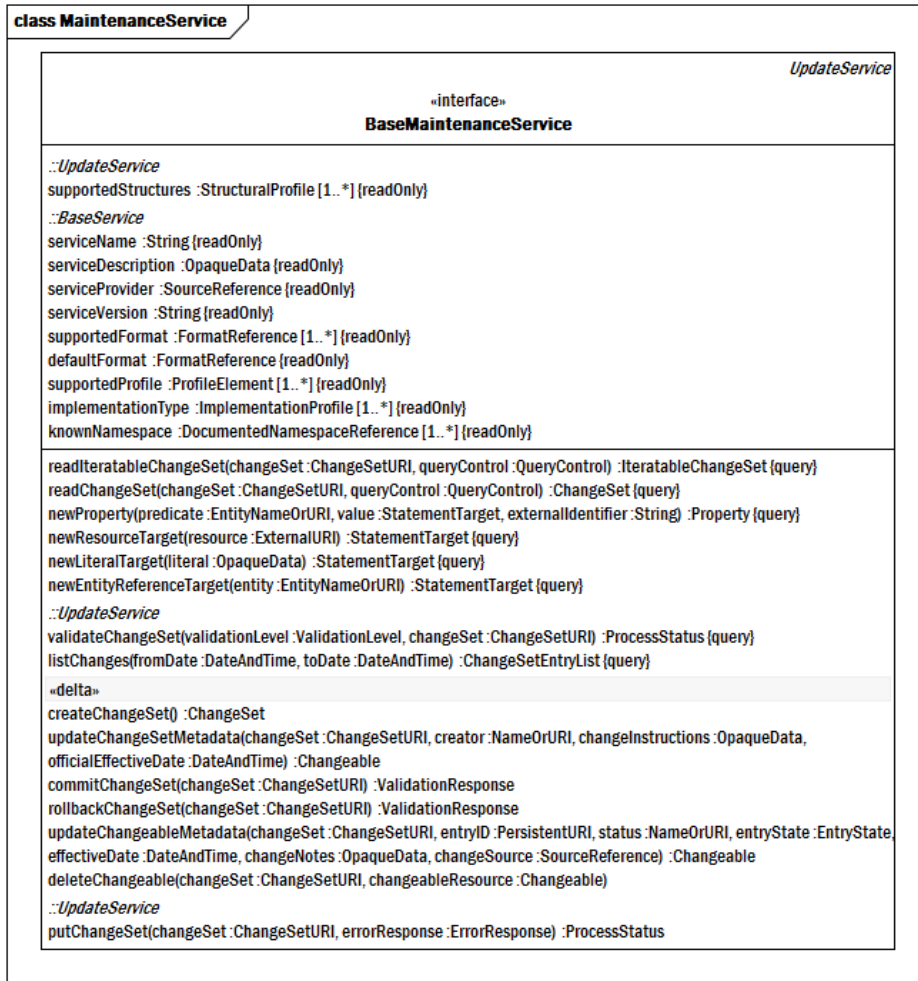 class MaintenanceService
UpdateService
«interface»
BaseMaintenanceService
::UpdateService
supportedStructures :StructuralProfile [1..*] {readOnly}
::BaseService
serviceName :String {readOnly}
serviceDescription :OpaqueData {readOnly}
serviceProvider :SourceReference {readOnly}
serviceVersion :String {readOnly}
supportedFormat :FormatReference [1..*] {readOnly}
defaultFormat :FormatReference {readOnly}
supportedProfile :ProfileElement [1..*] {readOnly}
implementationType :ImplementationProfile [1..*] {readOnly}
knownNamespace :DocumentedNamespaceReference [1..*] {readOnly}
readIteratableChangeSet(changeSet :ChangeSetURI, queryControl :QueryControl) :IteratableChangeSet {query}
readChangeSet(changeSet :ChangeSetURI, queryControl :QueryControl) :ChangeSet {query}
newProperty(predicate :EntityNameOrURI, value :StatementTarget, externalIdentifier :String) :Property {query}
newResourceTarget(resource :ExternalURI) :StatementTarget {query}
newLiteralTarget(literal :OpaqueData) :StatementTarget {query}
newEntityReferenceTarget(entity :EntityNameOrURI) :StatementTarget {query}
::UpdateService
validateChangeSet(validationLevel :ValidationLevel, changeSet :ChangeSetURI) :ProcessStatus {query}
listChanges(fromDate :DateAndTime, toDate :DateAndTime) :ChangeSetEntryList {query}
«delta»
createChangeSet() :ChangeSet
updateChangeSetMetadata(changeSet :ChangeSetURI, creator :NameOrURI, changeInstructions :OpaqueData,
officialEffectiveDate :DateAndTime) :Changeable
commitChangeSet(changeSet :ChangeSetURI) :ValidationResponse
rollbackChangeSet(changeSet :ChangeSetURI) :ValidationResponse
updateChangeableMetadata(changeSet :ChangeSetURI, entryID :PersistentURI, status :NameOrURI, entryState :EntryState,
effectiveDate :DateAndTime, changeNotes :OpaqueData, changeSource :SourceReference) :Changeable
deleteChangeable(changeSet :ChangeSetURI, changeableResource :Changeable)
::UpdateService
putChangeSet(changeSet :ChangeSetURI, errorResponse :ErrorResponse) :ProcessStatus